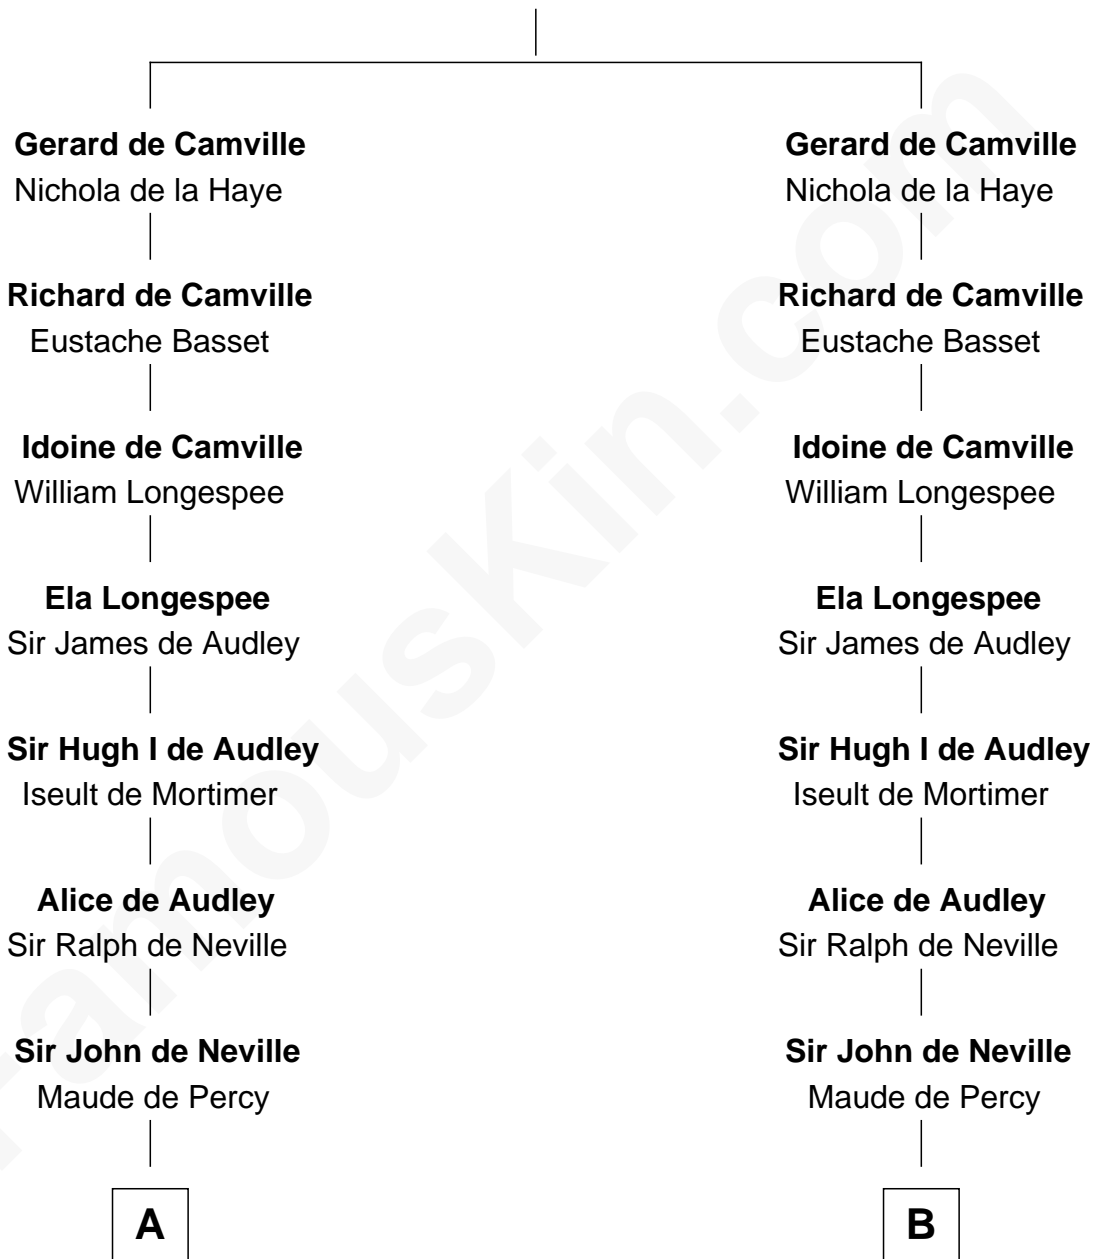 Gerard de Camville
Nichola de la Haye
Richard de Camville
Eustache Basset
Idoine de Camville
William Longespee
Ela Longespee
Sir James de Audley
Sir Hugh I de Audley
Iseult de Mortimer
Alice de Audley
Sir Ralph de Neville
Sir John de Neville
Maude de Percy
A
Gerard de Camville
Nichola de la Haye
Richard de Camville
Eustache Basset
Idoine de Camville
William Longespee
Ela Longespee
Sir James de Audley
Sir Hugh I de Audley
Iseult de Mortimer
Alice de Audley
Sir Ralph de Neville
Sir John de Neville
Maude de Percy
B
FamousKin.com